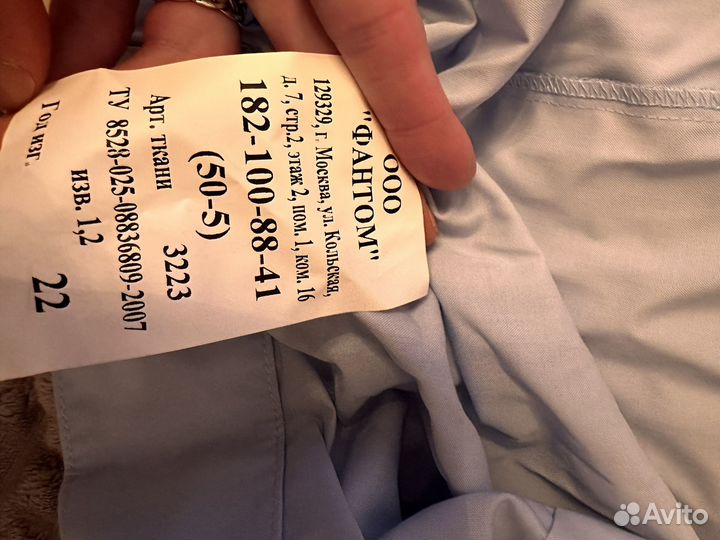 ООО
"ФАНТОМ"
129329, г. Москва, ул. Кольская,
д. 7, стр.2, этаж 2, пом. 1, ком. 16
182-100-88-41
(50-5)
Арт. ткани 3223
ТУ 8528-025-08836809-2007
изв. 1,2
Год изг. 22
Avito